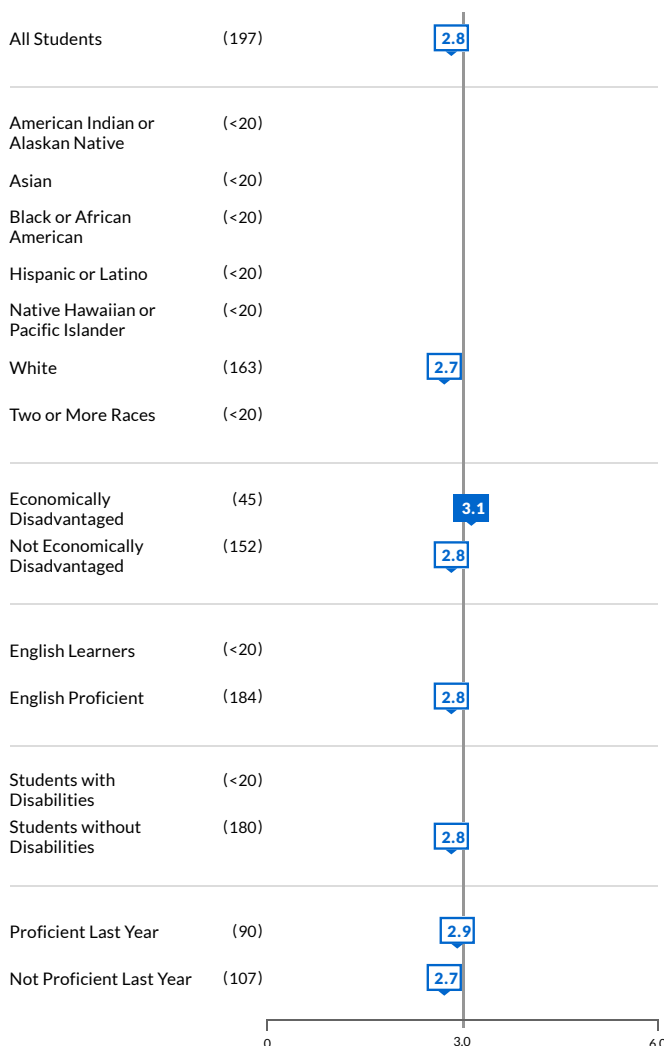 All Students (197) 2.8
American Indian or (<20)
Alaskan Native
Asian (<20)
Black or African (<20)
American
Hispanic or Latino (<20)
Native Hawaiian or (<20)
Pacific Islander
White (163) 2.7
Two or More Races (<20)
Economically (45) 3.1
Disadvantaged
Not Economically (152) 2.8
Disadvantaged
English Learners (<20)
English Proficient (184) 2.8
Students with (<20)
Disabilities
Students without (180) 2.8
Disabilities
Proficient Last Year (90) 2.9
Not Proficient Last Year (107) 2.7
0 3.0 6.0